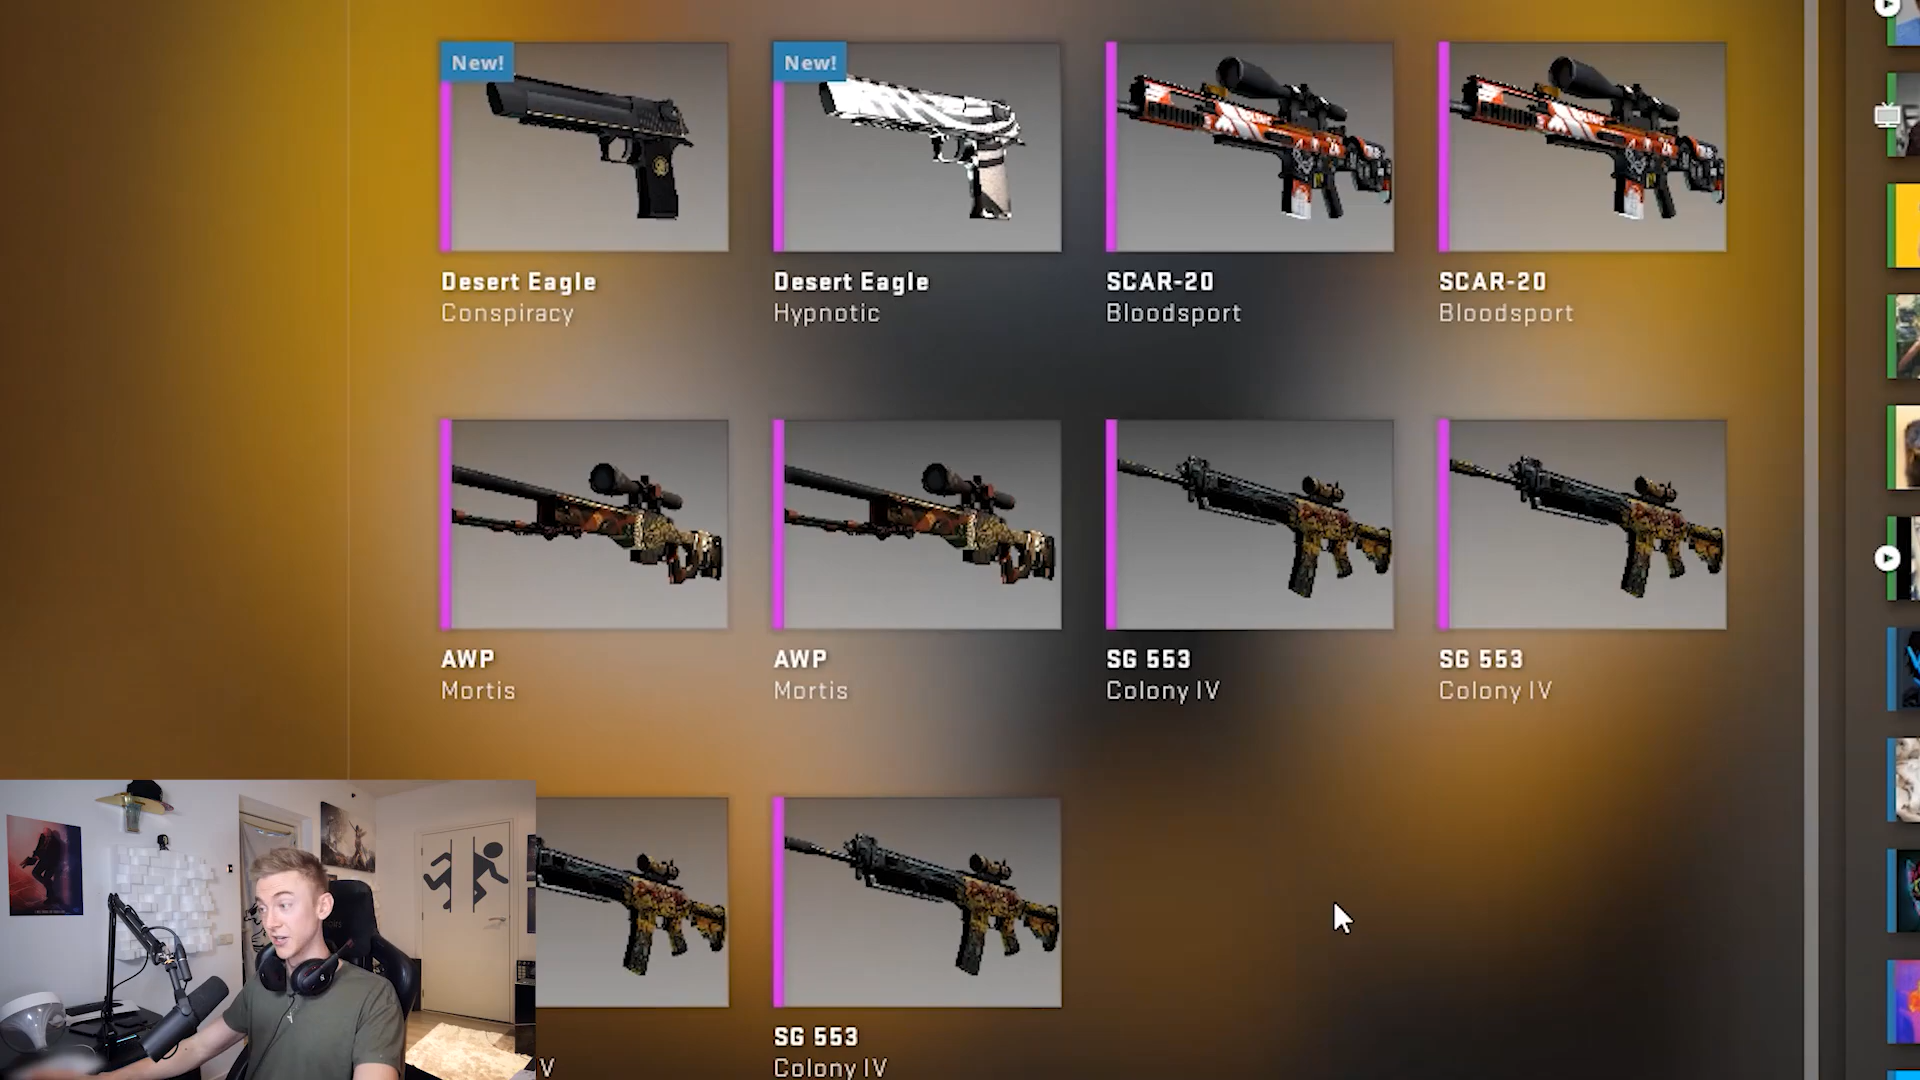 New!
New!
Desert Eagle
Conspiracy
Desert Eagle
Hypnotic
SCAR-20
Bloodsport
SCAR-20
Bloodsport
AWP
Mortis
AWP
Mortis
SG 553
Colony IV
SG 553
Colony IV
V
SG 553
Colony IV